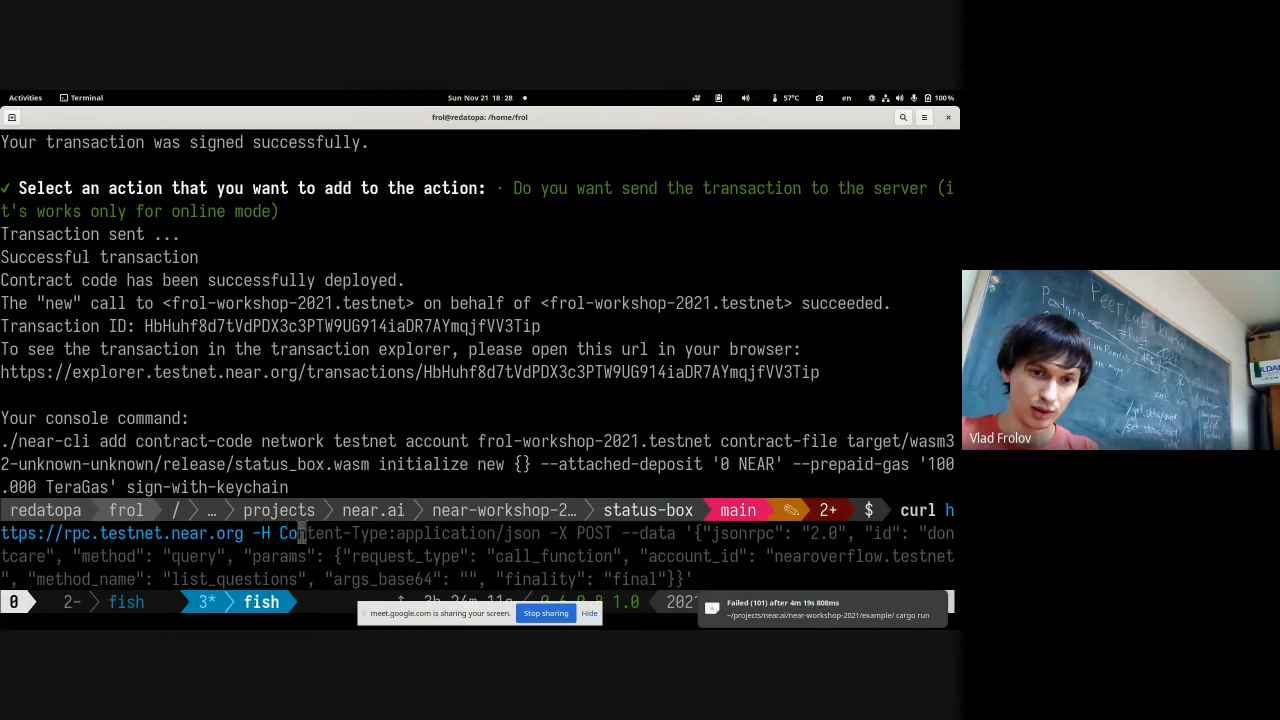 Activities Terminal Sun Nov 21 18:28 57°C en 100%
frol@redatopa: /home/frol
Your transaction was signed successfully.
✔ Select an action that you want to add to the action: · Do you want send the transaction to the server (i
t's works only for online mode)
Transaction sent ...
Successful transaction
Contract code has been successfully deployed.
The "new" call to <frol-workshop-2021.testnet> on behalf of <frol-workshop-2021.testnet> succeeded.
Transaction ID: HbHuhf8d7tVdPDX3c3PTW9UG914iaDR7AYmqjfVV3Tip
To see the transaction in the transaction explorer, please open this url in your browser:
https://explorer.testnet.near.org/transactions/HbHuhf8d7tVdPDX3c3PTW9UG914iaDR7AYmqjfVV3Tip
Your console command:
./near-cli add contract-code network testnet account frol-workshop-2021.testnet contract-file target/wasm3
2-unknown-unknown/release/status_box.wasm initialize new {} --attached-deposit '0 NEAR' --prepaid-gas '100
.000 TeraGas' sign-with-keychain
redatopa frol / … projects near.ai near-workshop-2… status-box main 2+ $ curl h
ttps://rpc.testnet.near.org -H Content-Type:application/json -X POST --data '{"jsonrpc": "2.0", "id": "don
tcare", "method": "query", "params": {"request_type": "call_function", "account_id": "nearoverflow.testnet
", "method_name": "list_questions", "args_base64": "", "finality": "final"}}'
0 2- fish 3* fish 2021
meet.google.com is sharing your screen. Stop sharing Hide
Failed (101) after 4m 19s 808ms
~/projects/near.ai/near-workshop-2021/example/ cargo run
Postgres
Vlad Frolov